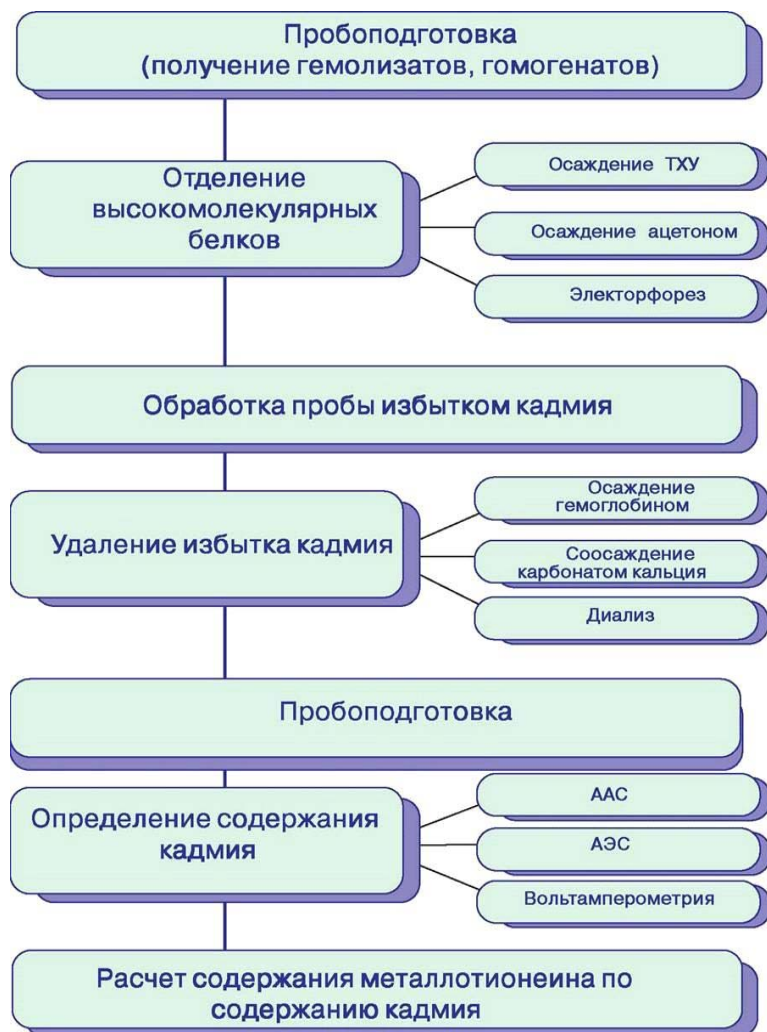 Пробоподготовка
(получение гемолизатов, гомогенатов)
Отделение
высокомолекулярных
белков
Осаждение ТХУ
Осаждение ацетоном
Электорфорез
Обработка пробы избытком кадмия
Удаление избытка кадмия
Осаждение
гемоглобином
Соосаждение
карбонатом кальция
Диализ
Пробоподготовка
Определение содержания
кадмия
ААС
АЭС
Вольтамперометрия
Расчет содержания металлотионеина по
содержанию кадмия